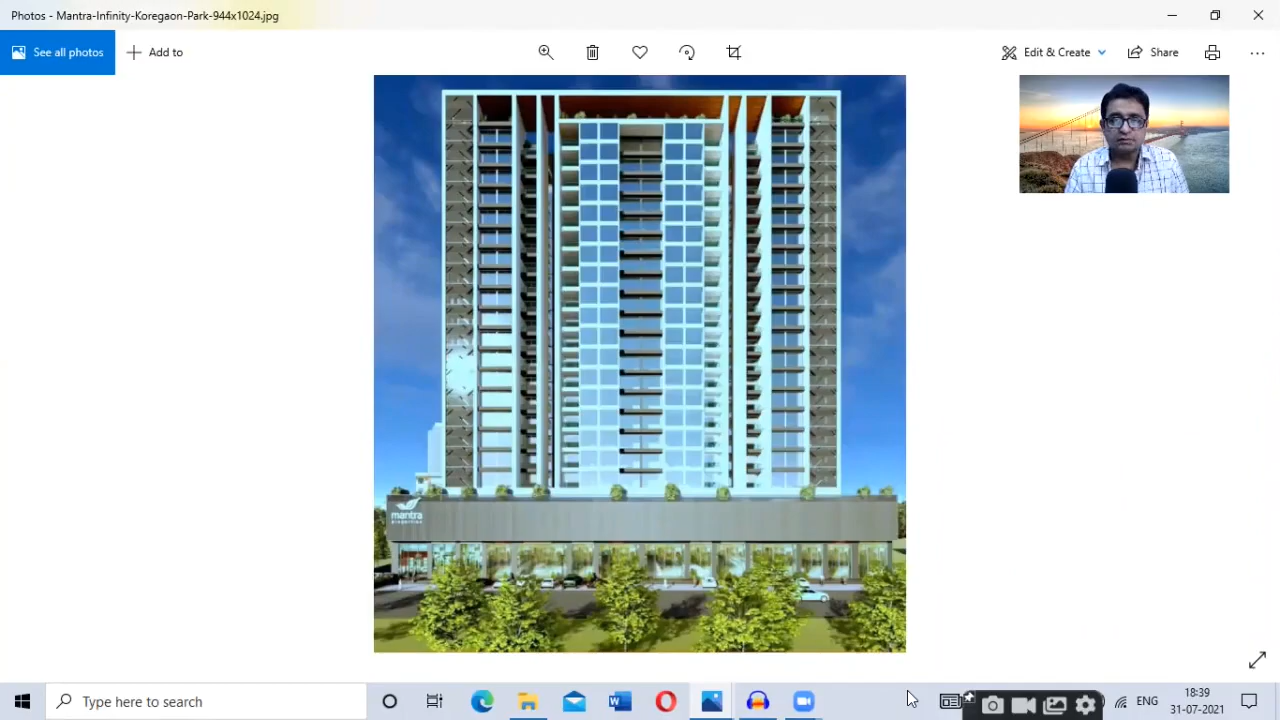 Photos - Mantra-Infinity-Koregaon-Park-944x1024.jpg
See all photos
Add to
Edit & Create
Share
mantra
properties
Type here to search
ENG
18:39
31-07-2021